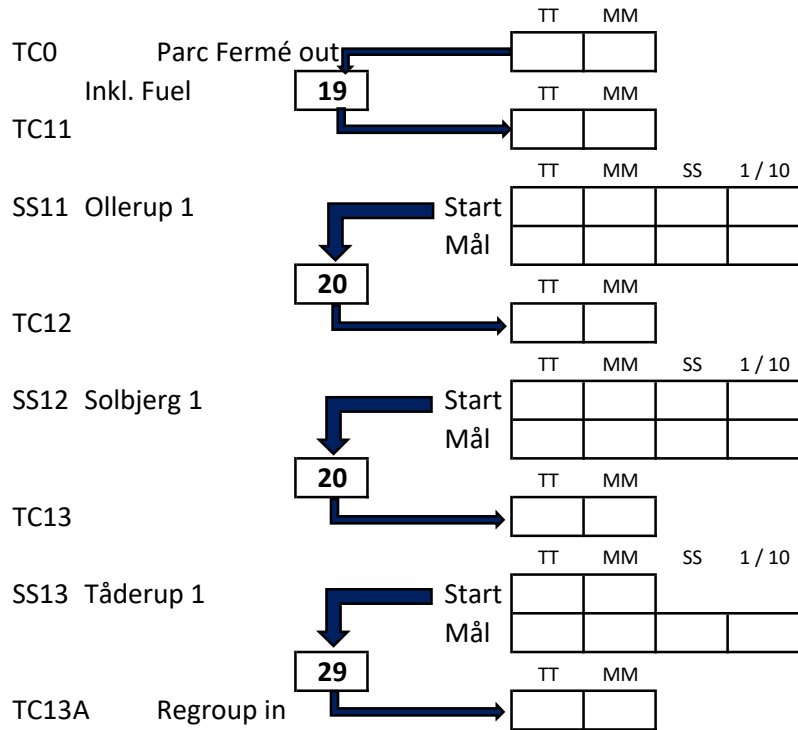 TT MM
TC0 Parc Fermé out
Inkl. Fuel 19 TT MM
TC11
TT MM SS 1 / 10
SS11 Ollerup 1 Start
Mål
20 TT MM
TC12
TT MM SS 1 / 10
SS12 Solbjerg 1 Start
Mål
20 TT MM
TC13
TT MM SS 1 / 10
SS13 Tåderup 1 Start
Mål
29 TT MM
TC13A Regroup in